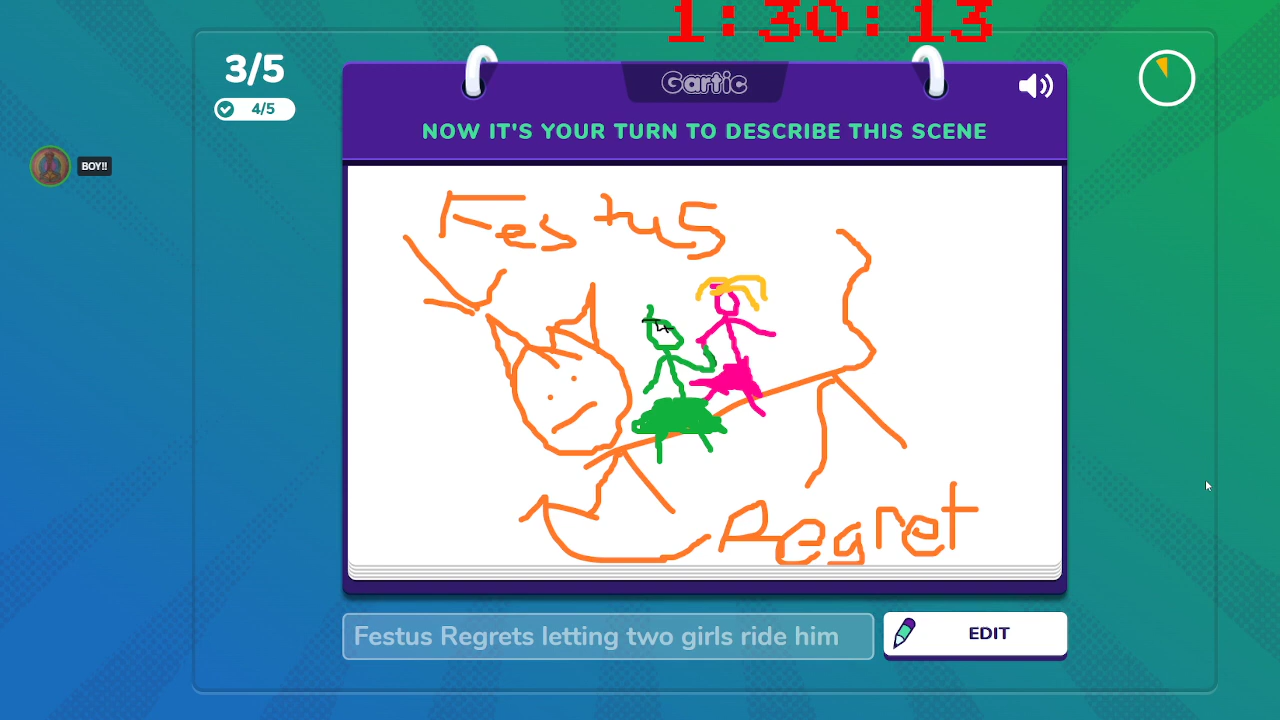 1:30:13
3/5
4/5
Gartic
NOW IT'S YOUR TURN TO DESCRIBE THIS SCENE
BOY!!
Festus
Regret
Festus Regrets letting two girls ride him
EDIT